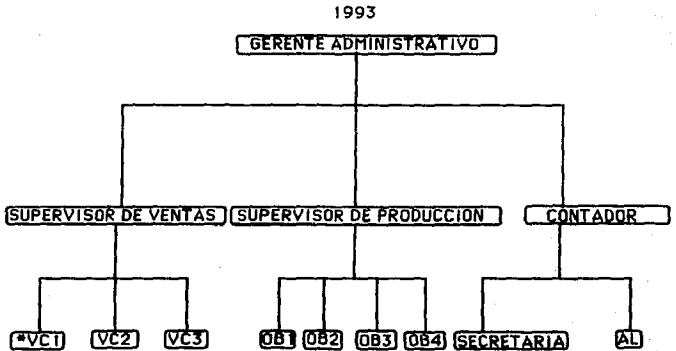 1993
GERENTE ADMINISTRATIVO
SUPERVISOR DE VENTAS SUPERVISOR DE PRODUCCION CONTADOR
*VC1 VC2 VC3 OB1 OB2 OB3 OB4 SECRETARIA AL